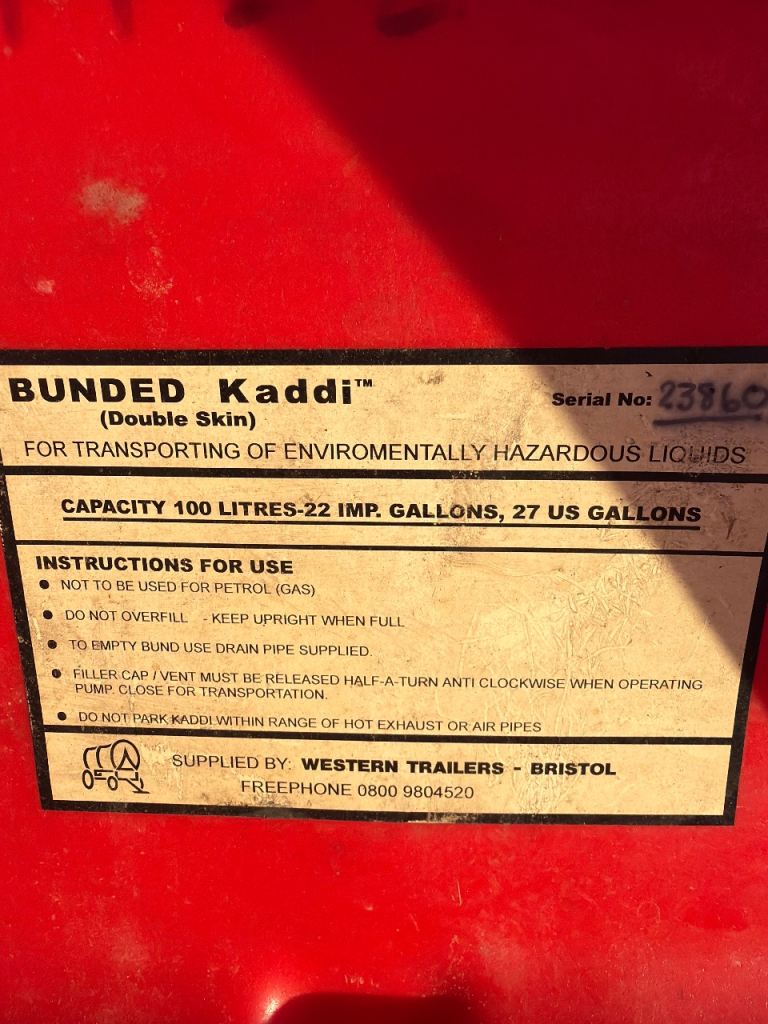 BUNDED Kaddi™
Serial No: 23860
(Double Skin)
FOR TRANSPORTING OF ENVIROMENTALLY HAZARDOUS LIQUIDS
CAPACITY 100 LITRES-22 IMP. GALLONS, 27 US GALLONS
INSTRUCTIONS FOR USE
● NOT TO BE USED FOR PETROL (GAS)
● DO NOT OVERFILL - KEEP UPRIGHT WHEN FULL
● TO EMPTY BUND USE DRAIN PIPE SUPPLIED.
● FILLER CAP / VENT MUST BE RELEASED HALF-A-TURN ANTI CLOCKWISE WHEN OPERATING
PUMP. CLOSE FOR TRANSPORTATION.
● DO NOT PARK KADDI WITHIN RANGE OF HOT EXHAUST OR AIR PIPES
SUPPLIED BY: WESTERN TRAILERS - BRISTOL
FREEPHONE 0800 9804520